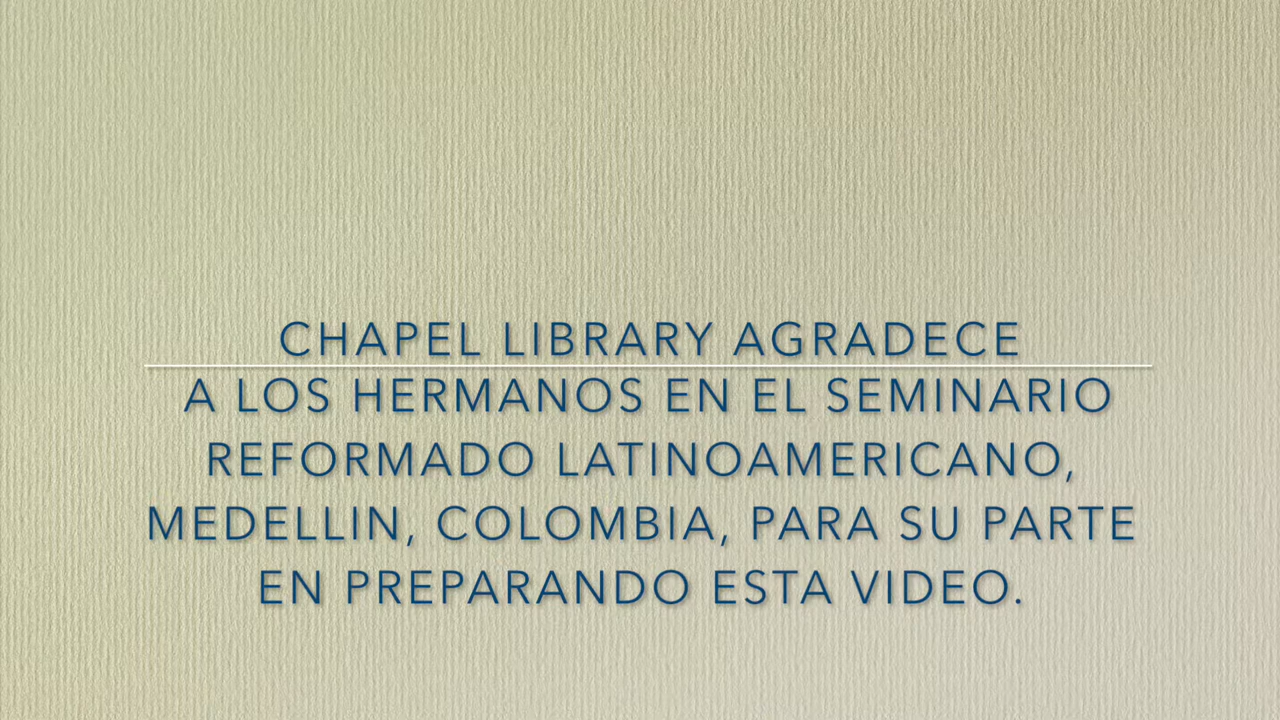 CHAPEL LIBRARY AGRADECE
A LOS HERMANOS EN EL SEMINARIO
REFORMADO LATINOAMERICANO,
MEDELLIN, COLOMBIA, PARA SU PARTE
EN PREPARANDO ESTA VIDEO.